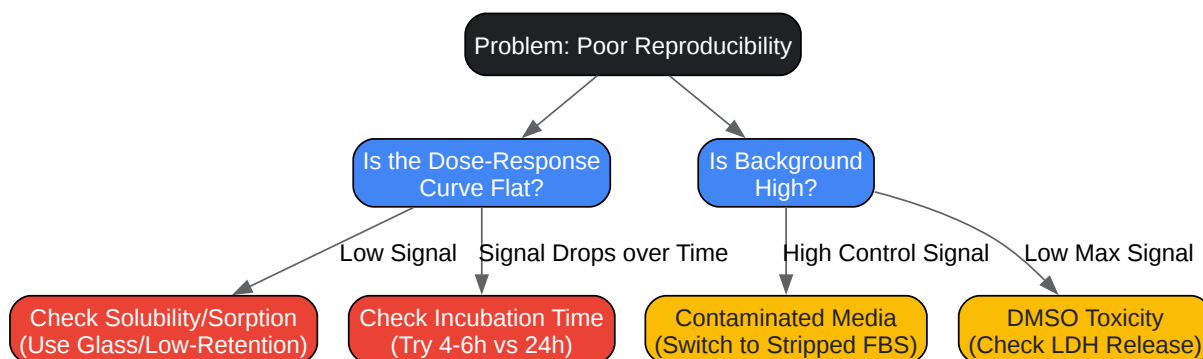 Problem: Poor Reproducibility
Is the Dose-Response
Curve Flat?
Is Background
High?
Low Signal
Signal Drops over Time
High Control Signal
Low Max Signal
Check Solubility/Sorption
(Use Glass/Low-Retention)
Check Incubation Time
(Try 4-6h vs 24h)
Contaminated Media
(Switch to Stripped FBS)
DMSO Toxicity
(Check LDH Release)